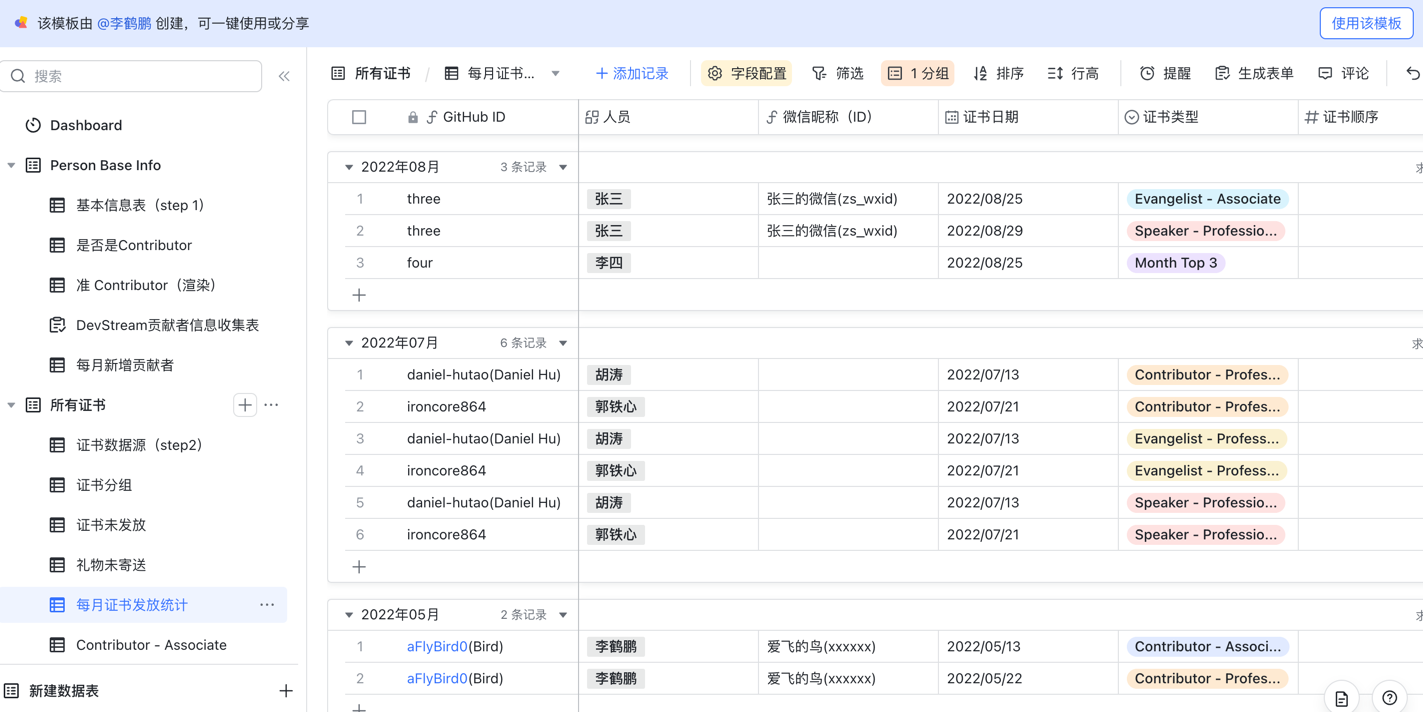 该模板由 @李鹤鹏 创建，可一键使用或分享
使用该模板
搜索
Dashboard
Person Base Info
基本信息表（step 1）
是否是Contributor
准 Contributor（渲染）
DevStream贡献者信息收集表
每月新增贡献者
所有证书
证书数据源（step2）
证书分组
证书未发放
礼物未寄送
每月证书发放统计
Contributor - Associate
新建数据表
所有证书 / 每月证书... 添加记录 字段配置 筛选 1 分组 排序 行高 提醒 生成表单 评论
GitHub ID 人员 微信昵称（ID） 证书日期 证书类型 证书顺序
2022年08月 3 条记录
1 three 张三 张三的微信(zs_wxid) 2022/08/25 Evangelist - Associate
2 three 张三 张三的微信(zs_wxid) 2022/08/29 Speaker - Professio...
3 four 李四 2022/08/25 Month Top 3
2022年07月 6 条记录
1 daniel-hutao(Daniel Hu) 胡涛 2022/07/13 Contributor - Profes...
2 ironcore864 郭铁心 2022/07/21 Contributor - Profes...
3 daniel-hutao(Daniel Hu) 胡涛 2022/07/13 Evangelist - Profess...
4 ironcore864 郭铁心 2022/07/21 Evangelist - Profess...
5 daniel-hutao(Daniel Hu) 胡涛 2022/07/13 Speaker - Professio...
6 ironcore864 郭铁心 2022/07/21 Speaker - Professio...
2022年05月 2 条记录
1 aFlyBird0(Bird) 李鹤鹏 爱飞的鸟(xxxxxx) 2022/05/13 Contributor - Associ...
2 aFlyBird0(Bird) 李鹤鹏 爱飞的鸟(xxxxxx) 2022/05/22 Contributor - Profes...